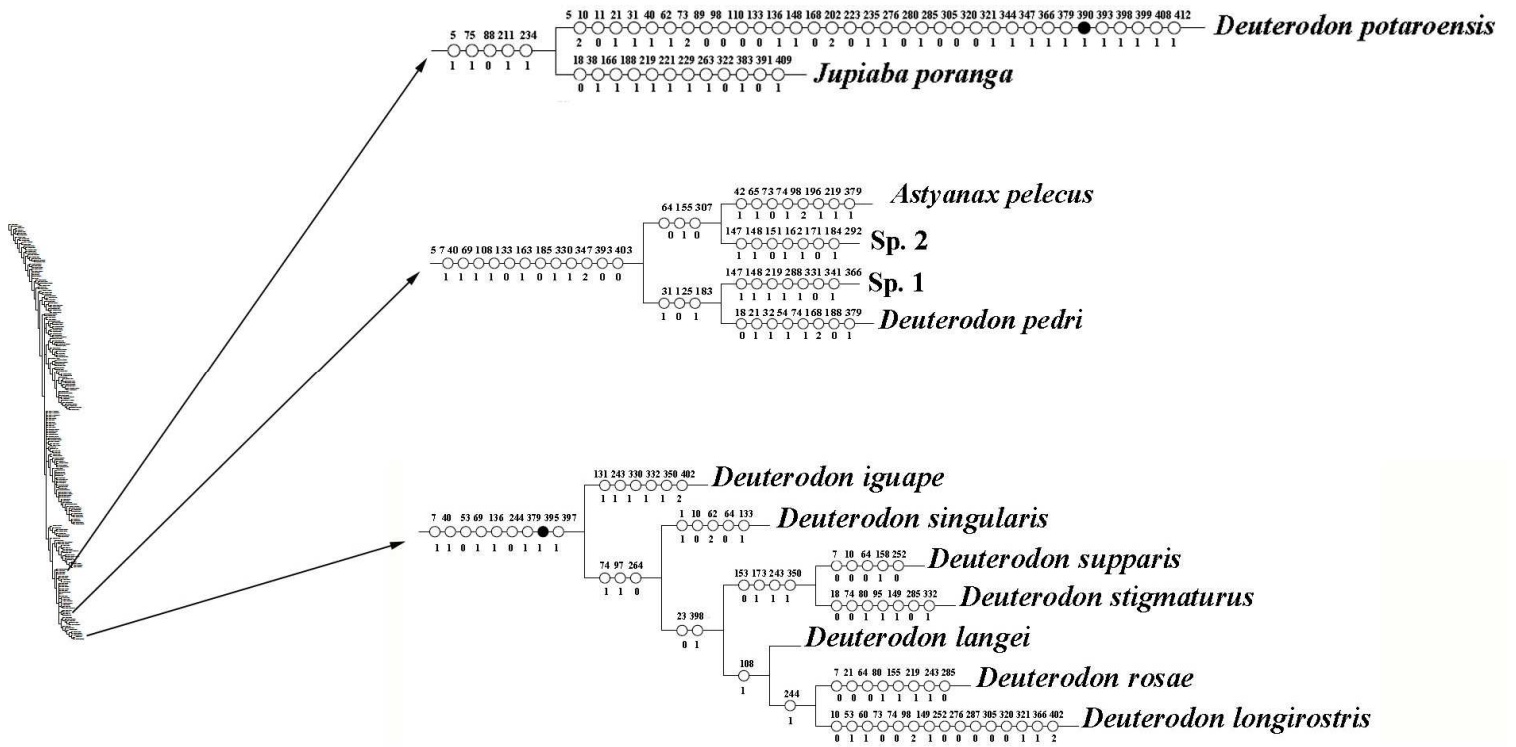 5 10 11 21 31 40 62 73 89 98 110 133 136 148 168 202 223 235 276 280 285 305 320 321 344 347 366 379 390 393 398 399 408 412
Deuterodon potaroensis
2 0 1 1 1 2 0 0 0 0 1 1 0 2 0 1 1 0 1 0 0 0 1 1 1 1 1 1 1 1 1 1
5 75 88 211 234
1 1 0 1 1
18 38 166 188 219 221 229 263 322 383 391 409
Jupiaba poranga
0 1 1 1 1 1 1 1 0 1 0 1
42 65 73 74 98 196 219 379
Astyanax pelecus
1 1 0 1 2 1 1 1
64 155 307
0 1 0
147 148 151 162 171 184 292
Sp. 2
1 1 0 1 1 0 1
5 7 40 69 108 133 163 185 330 347 393 403
1 1 1 1 0 1 0 1 1 2 0 0
147 148 219 288 331 341 366
Sp. 1
1 1 1 1 1 0 1
31 125 183
1 0 1
18 21 32 54 74 168 188 379
Deuterodon pedri
0 1 1 1 1 2 0 1
131 243 330 332 350 402
Deuterodon iguape
1 1 1 1 1 2
7 40 53 69 136 244 379 395 397
1 1 0 1 1 0 1 1 1
1 10 62 64 133
Deuterodon singularis
1 0 2 0 1
74 97 264
1 1 0
7 10 64 158 252
Deuterodon supparis
0 0 0 1 0
153 173 243 350
0 1 1 1
18 74 80 95 149 285 332
Deuterodon stigmaturus
0 0 1 1 1 0 1
23 398
0 1
Deuterodon langei
108
1
7 21 64 80 155 219 243 285
Deuterodon rosae
0 0 0 1 1 1 1 0
244
1
10 53 60 73 74 98 149 252 276 287 305 320 321 366 402
Deuterodon longirostris
0 1 1 0 0 2 1 0 0 0 0 0 1 1 2